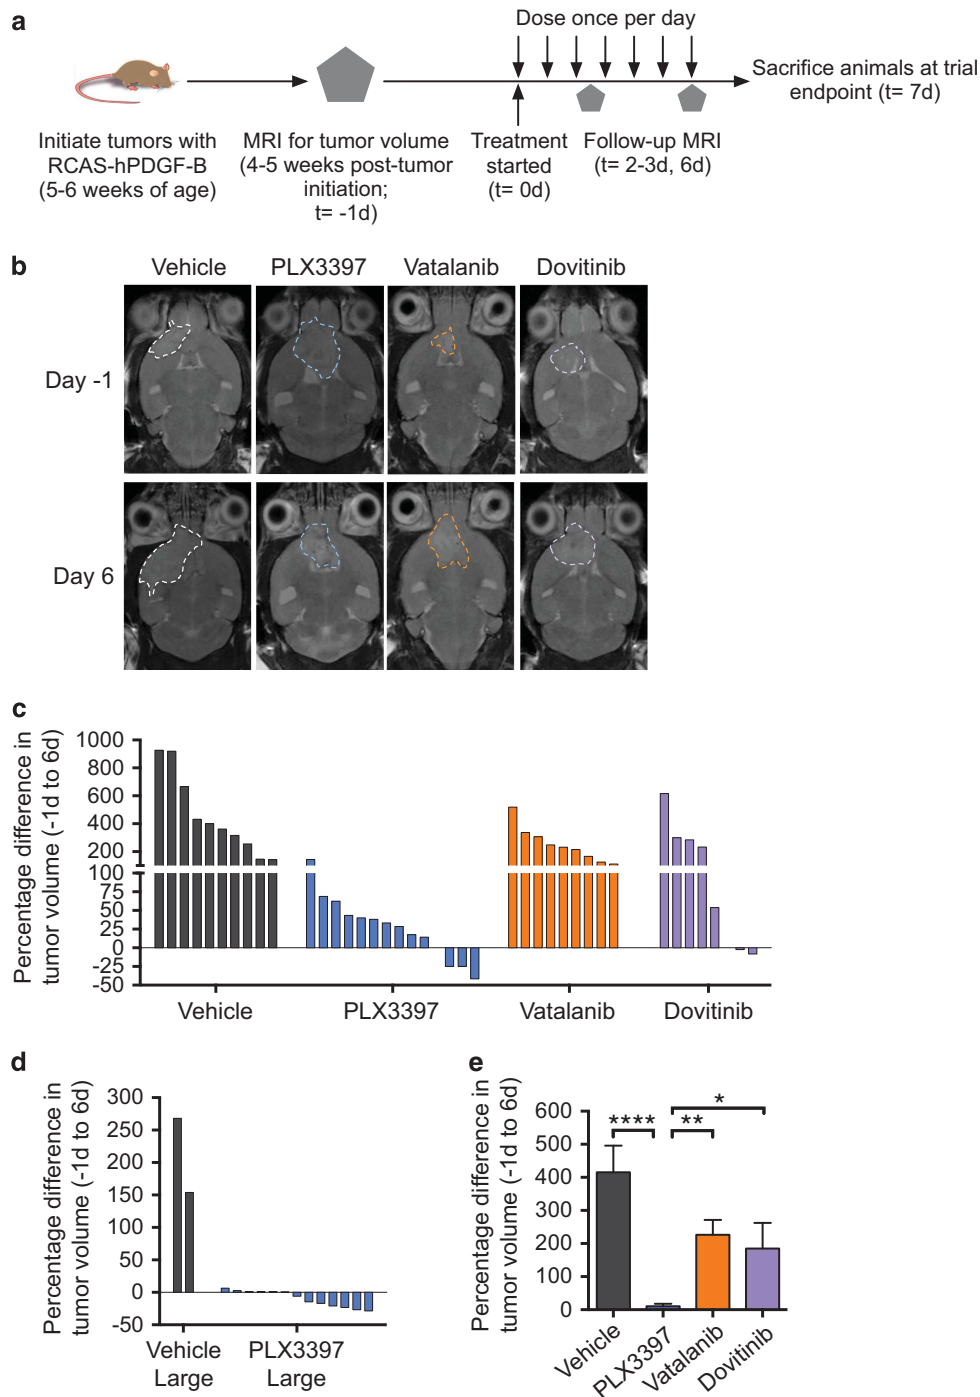 a
Dose once per day
Sacrifice animals at trial
endpoint (t= 7d)
Initiate tumors with
RCAS-hPDGF-B
(5-6 weeks of age)
MRI for tumor volume
(4-5 weeks post-tumor
initiation;
t= -1d)
Treatment
started
(t= 0d)
Follow-up MRI
(t= 2-3d, 6d)
b
Vehicle PLX3397 Vatalanib Dovitinib
Day -1
Day 6
c
Percentage difference in
tumor volume (-1d to 6d)
1000
800
600
400
200
100
75
50
25
0
-25
-50
Vehicle PLX3397 Vatalanib Dovitinib
d
Percentage difference in
tumor volume (-1d to 6d)
300
250
200
150
100
50
0
-50
Vehicle
Large
PLX3397
Large
e
Percentage difference in
tumor volume (-1d to 6d)
600
500
400
300
200
100
0
**** ** *
Vehicle
PLX3397
Vatalanib
Dovitinib